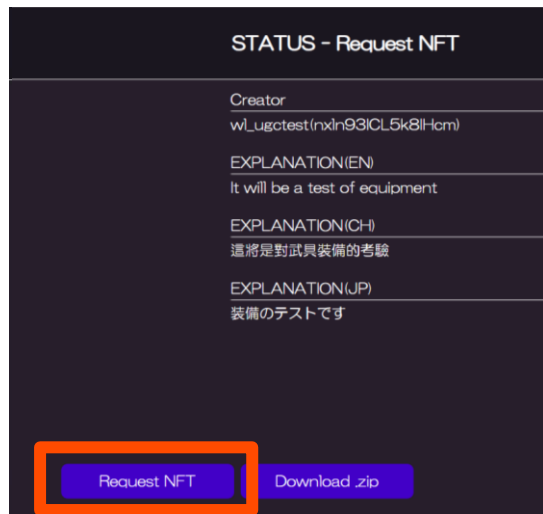 STATUS - Request NFT
Creator
wl_ugctest(nxln93lCL5k8lHcm)
EXPLANATION(EN)
It will be a test of equipment
EXPLANATION(CH)
這將是對武具裝備的考驗
EXPLANATION(JP)
装備のテストです
Request NFT
Download .zip